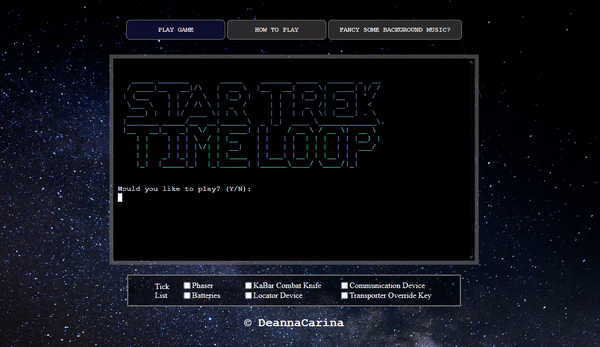 PLAY GAME HOW TO PLAY FANCY SOME BACKGROUND MUSIC?
STAR TREK
TIME LOOP
Would you like to play? (Y/N):
Tick Phaser KaBar Combat Knife Communication Device
List Batteries Locator Device Transporter Override Key
© DeannaCarina